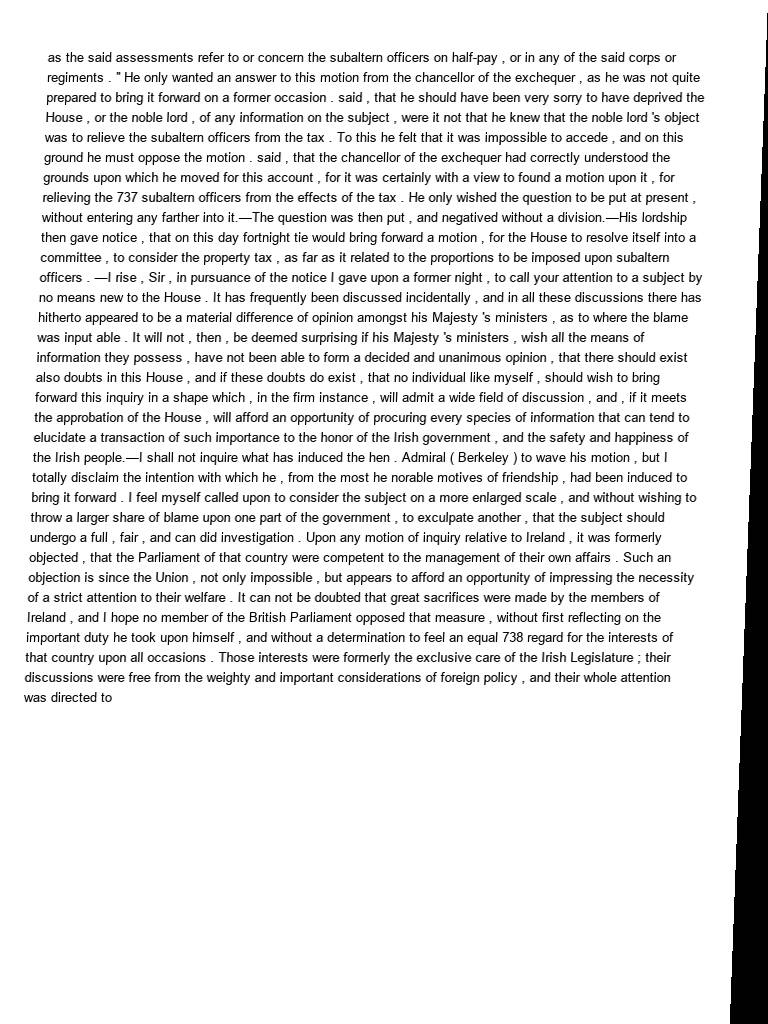 as the said assessments refer to or concern the subaltern officers on half-pay , or in any of the said corps or
regiments . " He only wanted an answer to this motion from the chancellor of the exchequer , as he was not quite
prepared to bring it forward on a former occasion . said , that he should have been very sorry to have deprived the
House , or the noble lord , of any information on the subject , were it not that he knew that the noble lord 's object
was to relieve the subaltern officers from the tax . To this he felt that it was impossible to accede , and on this
ground he must oppose the motion . said , that the chancellor of the exchequer had correctly understood the
grounds upon which he moved for this account , for it was certainly with a view to found a motion upon it , for
relieving the 737 subaltern officers from the effects of the tax . He only wished the question to be put at present ,
without entering any farther into it.—The question was then put , and negatived without a division.—His lordship
then gave notice , that on this day fortnight tie would bring forward a motion , for the House to resolve itself into a
committee , to consider the property tax , as far as it related to the proportions to be imposed upon subaltern
officers . —I rise , Sir , in pursuance of the notice I gave upon a former night , to call your attention to a subject by
no means new to the House . It has frequently been discussed incidentally , and in all these discussions there has
hitherto appeared to be a material difference of opinion amongst his Majesty 's ministers , as to where the blame
was input able . It will not , then , be deemed surprising if his Majesty 's ministers , wish all the means of
information they possess , have not been able to form a decided and unanimous opinion , that there should exist
also doubts in this House , and if these doubts do exist , that no individual like myself , should wish to bring
forward this inquiry in a shape which , in the firm instance , will admit a wide field of discussion , and , if it meets
the approbation of the House , will afford an opportunity of procuring every species of information that can tend to
elucidate a transaction of such importance to the honor of the Irish government , and the safety and happiness of
the Irish people.—I shall not inquire what has induced the hen . Admiral ( Berkeley ) to wave his motion , but I
totally disclaim the intention with which he , from the most he norable motives of friendship , had been induced to
bring it forward . I feel myself called upon to consider the subject on a more enlarged scale , and without wishing to
throw a larger share of blame upon one part of the government , to exculpate another , that the subject should
undergo a full , fair , and can did investigation . Upon any motion of inquiry relative to Ireland , it was formerly
objected , that the Parliament of that country were competent to the management of their own affairs . Such an
objection is since the Union , not only impossible , but appears to afford an opportunity of impressing the necessity
of a strict attention to their welfare . It can not be doubted that great sacrifices were made by the members of
Ireland , and I hope no member of the British Parliament opposed that measure , without first reflecting on the
important duty he took upon himself , and without a determination to feel an equal 738 regard for the interests of
that country upon all occasions . Those interests were formerly the exclusive care of the Irish Legislature ; their
discussions were free from the weighty and important considerations of foreign policy , and their whole attention
was directed to